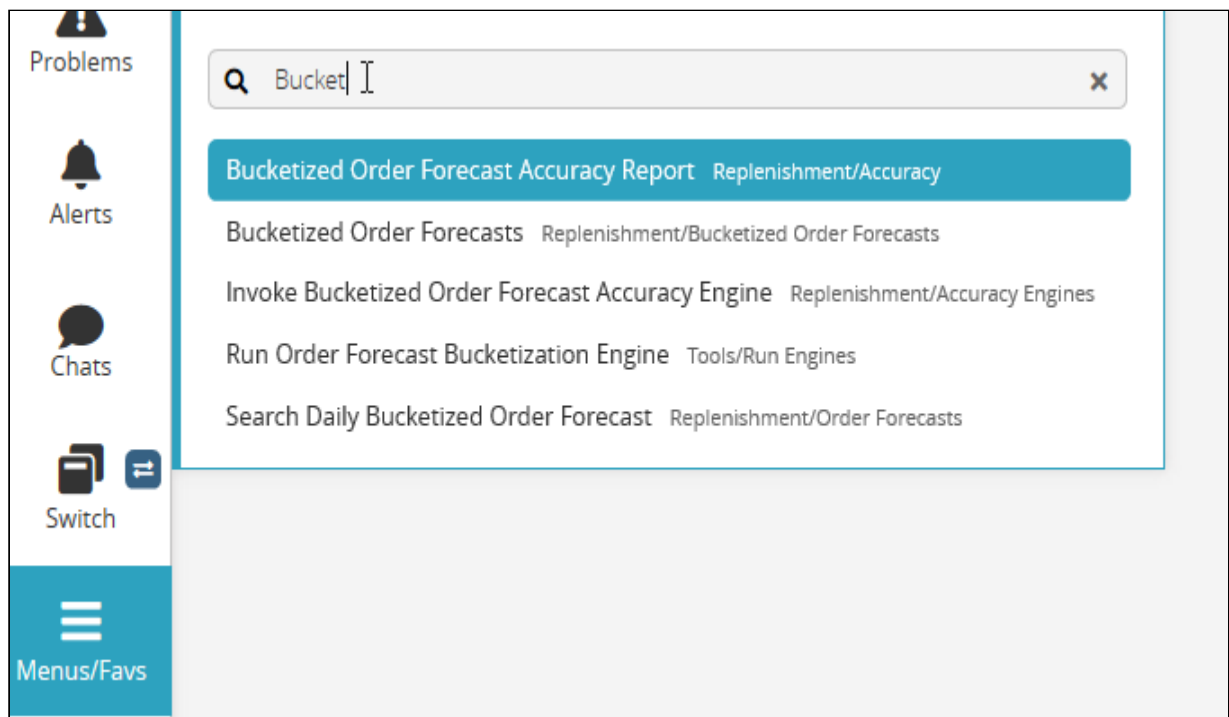 Problems
Alerts
Chats
Switch
Menus/Favs
Bucket
Bucketized Order Forecast Accuracy Report Replenishment/Accuracy
Bucketized Order Forecasts Replenishment/Bucketized Order Forecasts
Invoke Bucketized Order Forecast Accuracy Engine Replenishment/Accuracy Engines
Run Order Forecast Bucketization Engine Tools/Run Engines
Search Daily Bucketized Order Forecast Replenishment/Order Forecasts